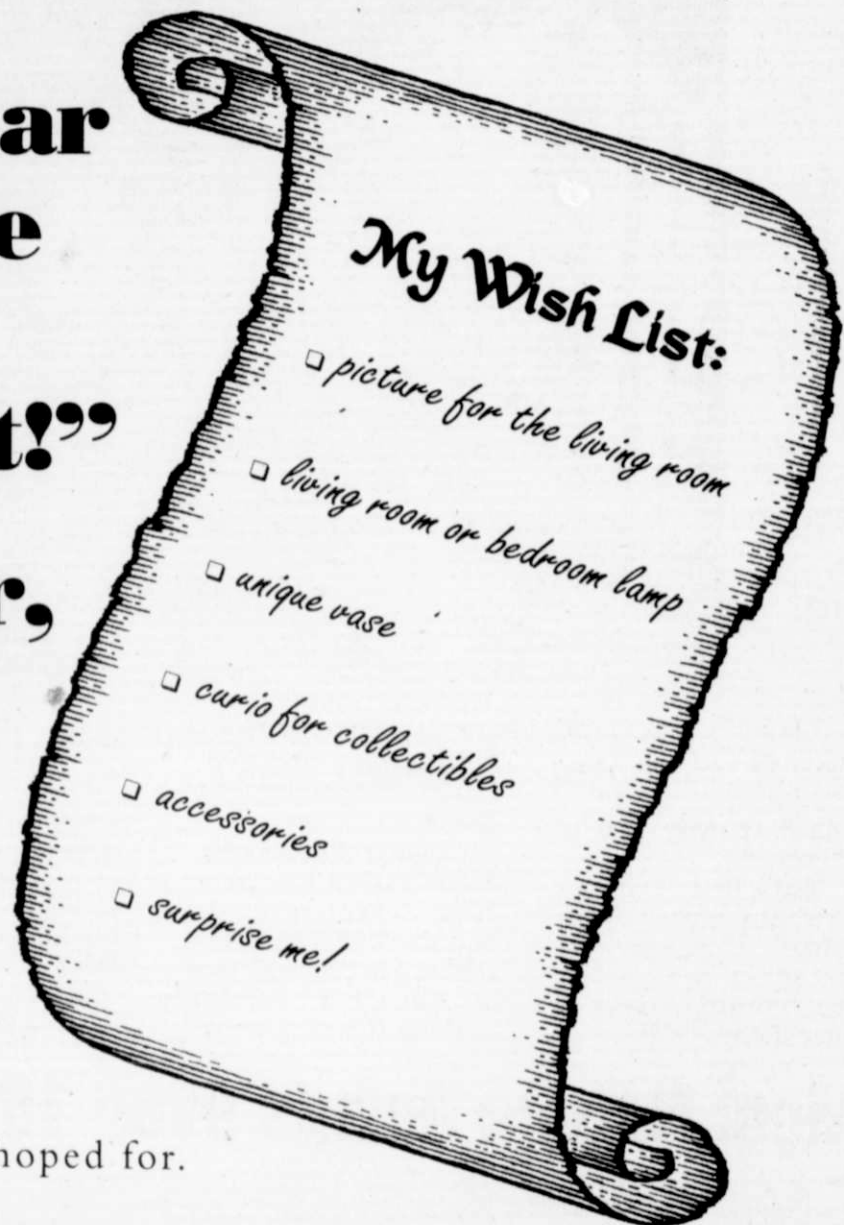 ar
e
t!”
r,
My Wish List:
❑ picture for the living room
❑ living room or bedroom lamp
❑ unique vase
❑ curio for collectibles
❑ accessories
❑ surprise me!
hoped for.